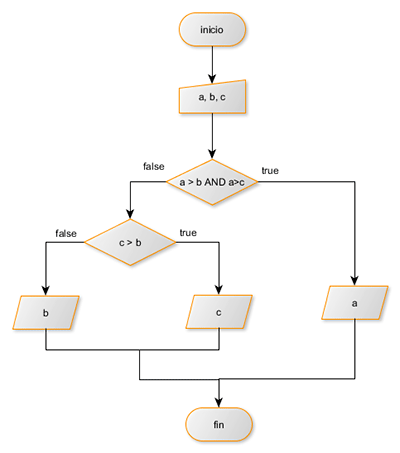 inicio
a, b, c
false
true
a > b AND a>c
false
true
c > b
b
c
a
fin